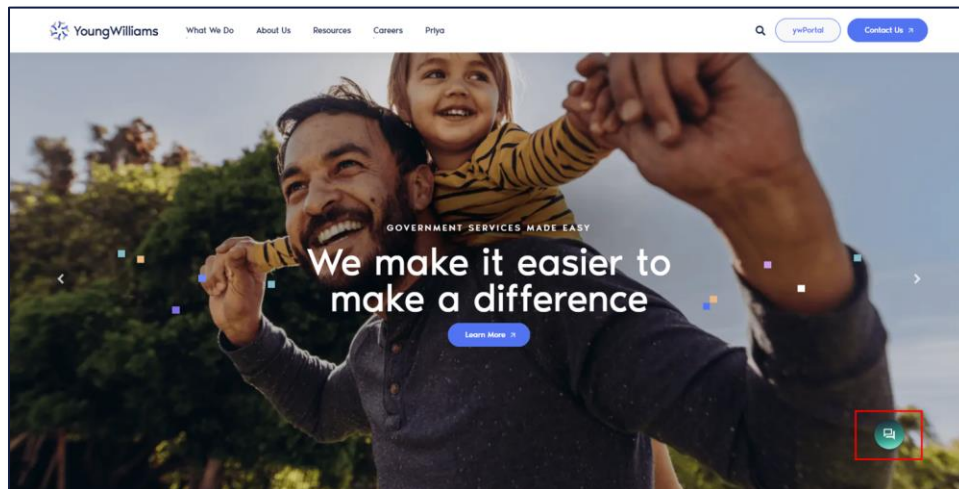 YoungWilliams
What We Do
About Us
Resources
Careers
Priya
ywPortal
Contact Us
GOVERNMENT SERVICES MADE EASY
We make it easier to
make a difference
Learn More